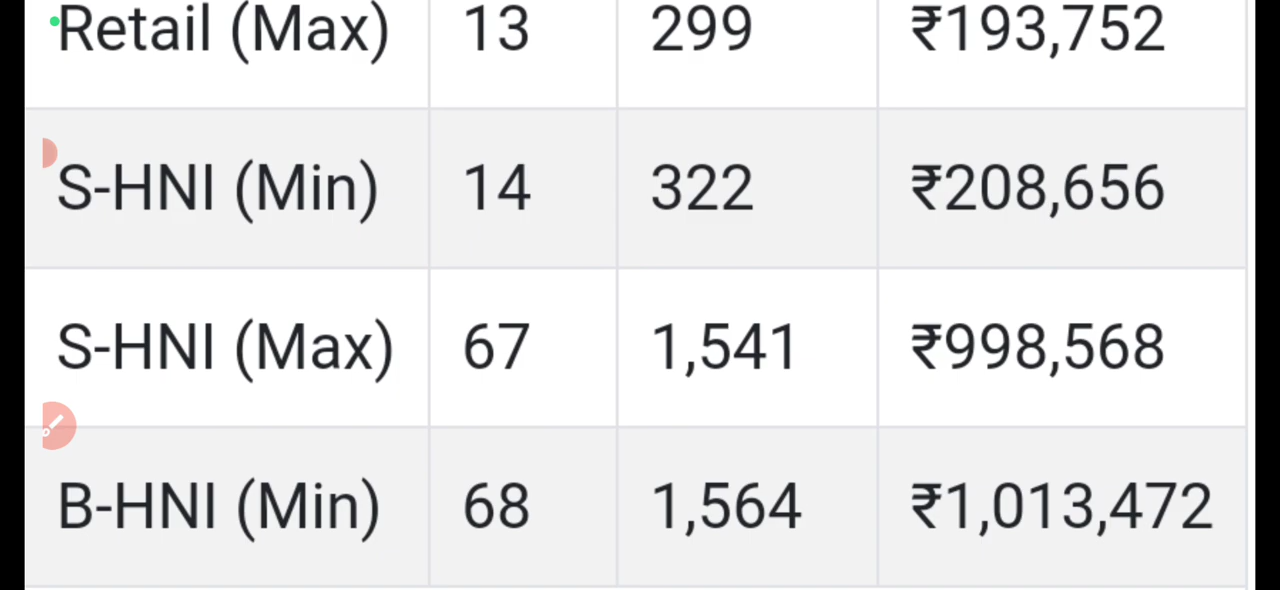 Retail (Max) 13 299 ₹193,752
S-HNI (Min) 14 322 ₹208,656
S-HNI (Max) 67 1,541 ₹998,568
B-HNI (Min) 68 1,564 ₹1,013,472